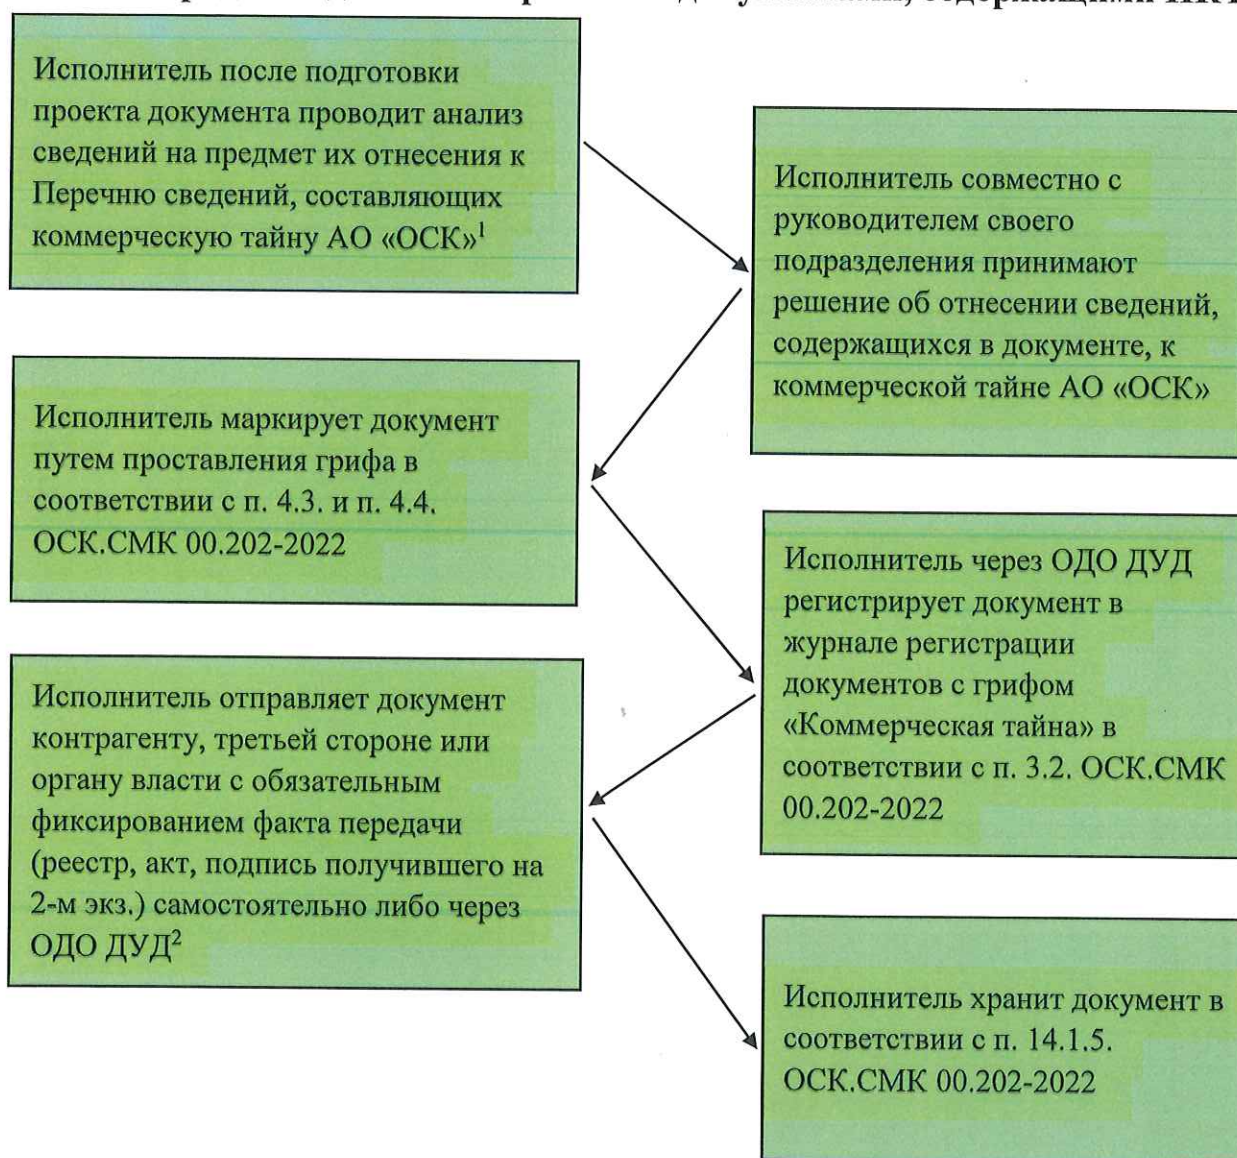 документами, содержащими
Исполнитель после подготовки
проекта документа проводит анализ
сведений на предмет их отнесения к
Перечню сведений, составляющих
коммерческую тайну АО «ОСК»¹
Исполнитель совместно с
руководителем своего
подразделения принимают
решение об отнесении сведений,
содержащихся в документе, к
коммерческой тайне АО «ОСК»
Исполнитель маркирует документ
путем проставления грифа в
соответствии с п. 4.3. и п. 4.4.
ОСК.СМК 00.202-2022
Исполнитель через ОДО ДУД
регистрирует документ в
журнале регистрации
документов с грифом
«Коммерческая тайна» в
соответствии с п. 3.2. ОСК.СМК
00.202-2022
Исполнитель отправляет документ
контрагенту, третьей стороне или
органу власти с обязательным
фиксированием факта передачи
(реестр, акт, подпись получившего на
2-м экз.) самостоятельно либо через
ОДО ДУД²
Исполнитель хранит документ в
соответствии с п. 14.1.5.
ОСК.СМК 00.202-2022